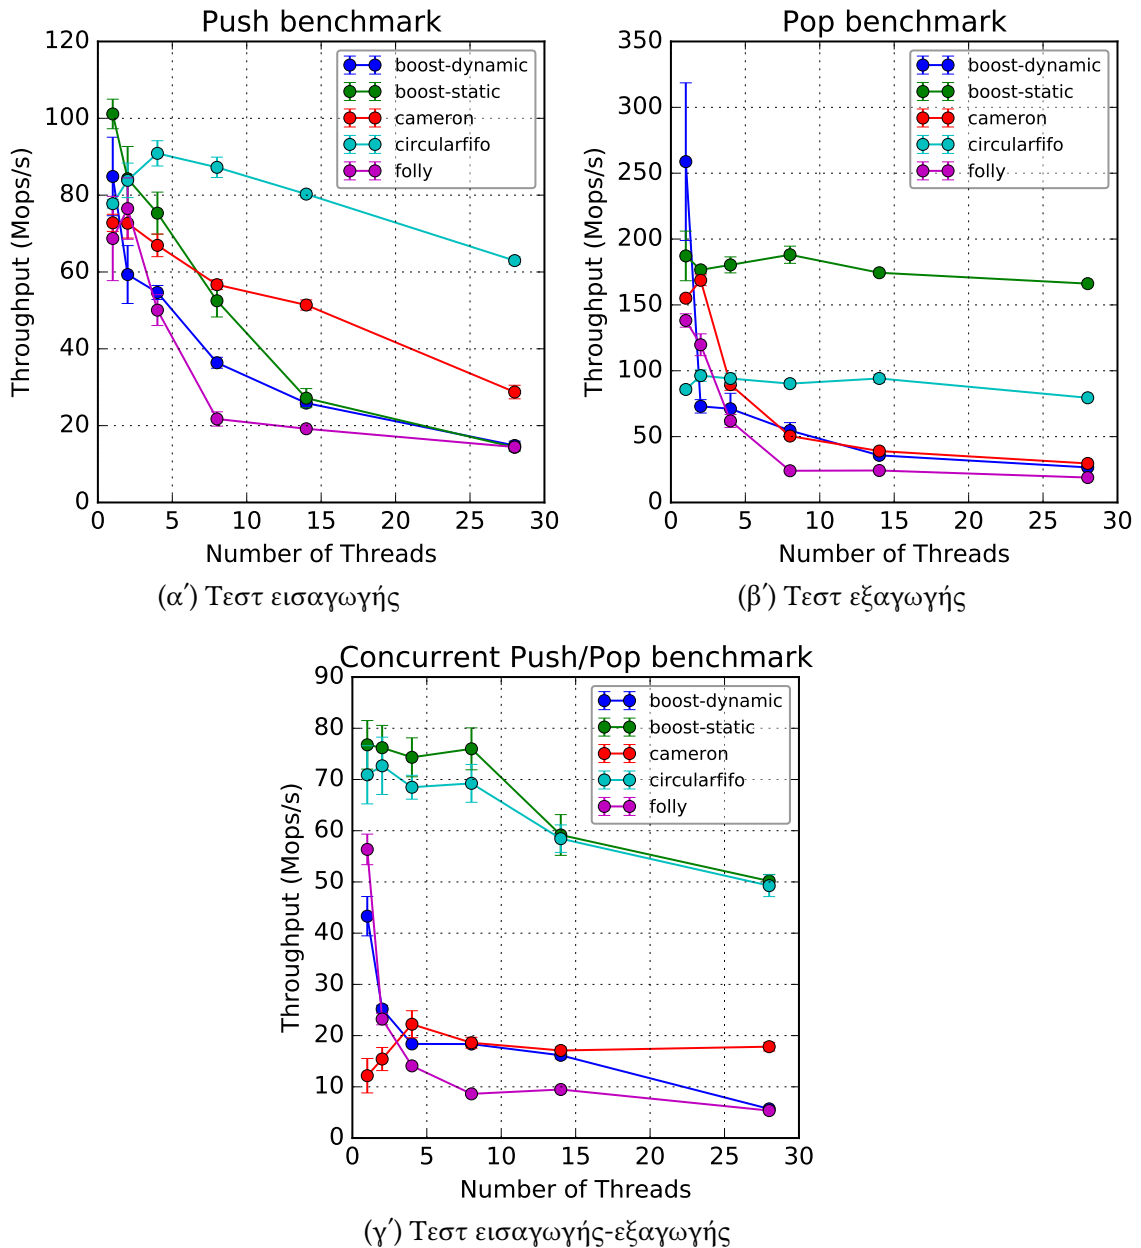 Push benchmark
120
100
80
60
40
20
0
Throughput (Mops/s)
boost-dynamic
boost-static
cameron
circularfifo
folly
0 5 10 15 20 25 30
Number of Threads
(α′) Τεστ εισαγωγής
Pop benchmark
350
300
250
200
150
100
50
0
Throughput (Mops/s)
boost-dynamic
boost-static
cameron
circularfifo
folly
0 5 10 15 20 25 30
Number of Threads
(β′) Τεστ εξαγωγής
Concurrent Push/Pop benchmark
90
80
70
60
50
40
30
20
10
0
Throughput (Mops/s)
boost-dynamic
boost-static
cameron
circularfifo
folly
0 5 10 15 20 25 30
Number of Threads
(γ′) Τεστ εισαγωγής-εξαγωγής